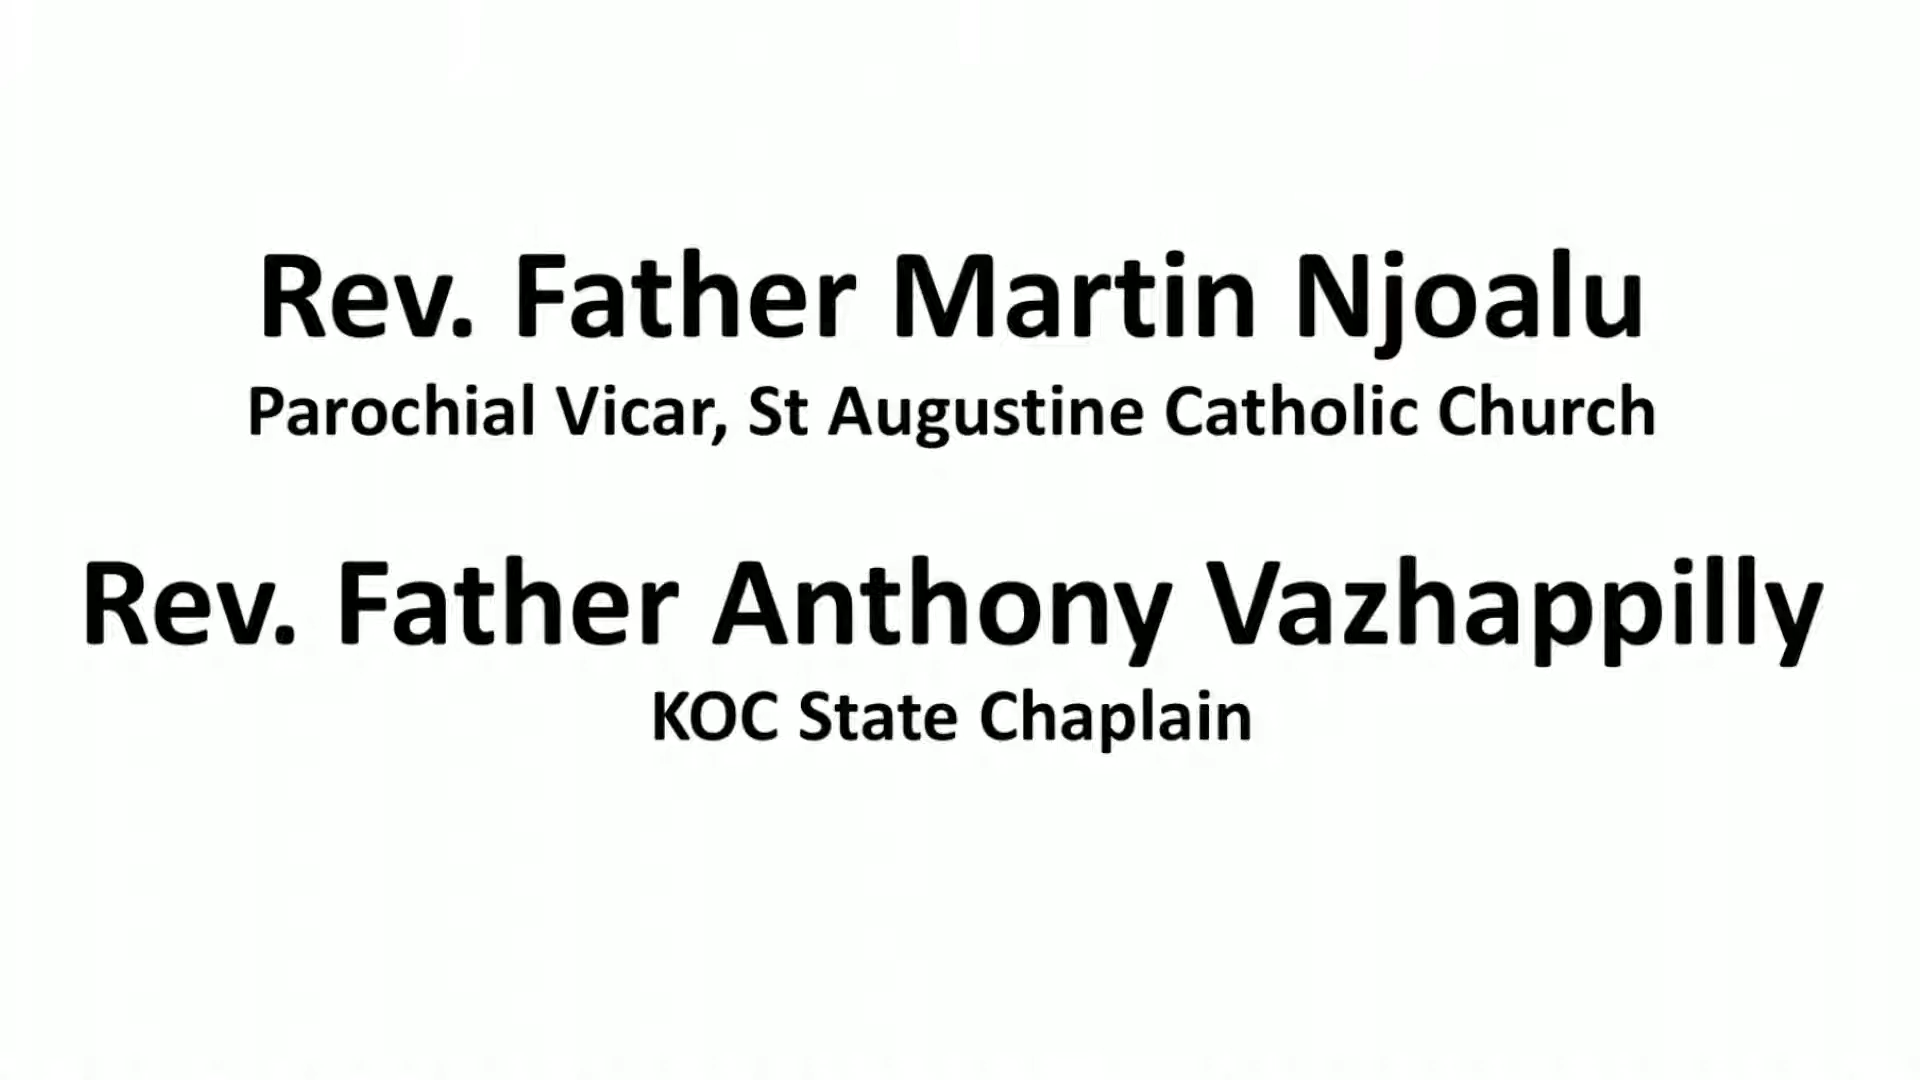 Rev. Father Martin Njoalu
Parochial Vicar, St Augustine Catholic Church
Rev. Father Anthony Vazhappilly
KOC State Chaplain